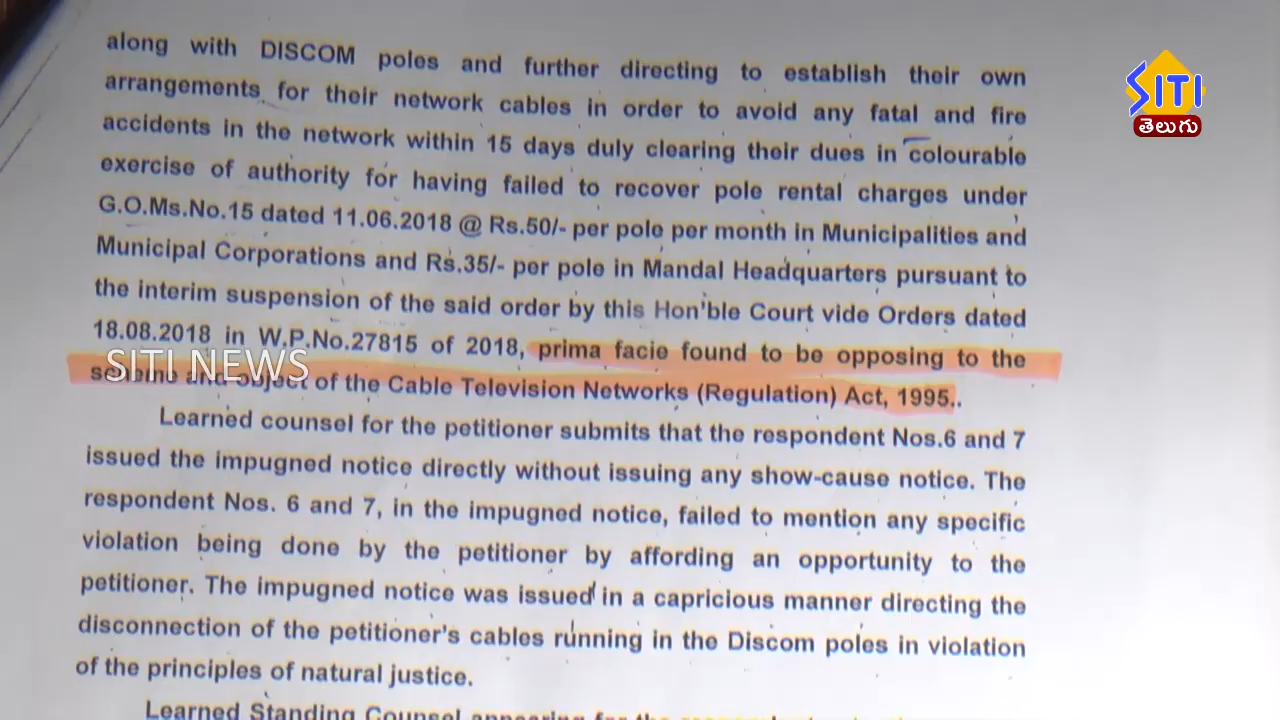 along with DISCOM poles and further directing to establish their own
arrangements for their network cables in order to avoid any fatal and fire
accidents in the network within 15 days duly clearing their dues in colourable
exercise of authority for having failed to recover pole rental charges under
G.O.Ms.No.15 dated 11.06.2018 @ Rs.50/- per pole per month in Municipalities and
Municipal Corporations and Rs.35/- per pole in Mandal Headquarters pursuant to
the interim suspension of the said order by this Hon'ble Court vide Orders dated
18.08.2018 in W.P.No.27815 of 2018, prima facie found to be opposing to the
scheme and object of the Cable Television Networks (Regulation) Act, 1995..
Learned counsel for the petitioner submits that the respondent Nos.6 and 7
issued the impugned notice directly without issuing any show-cause notice. The
respondent Nos. 6 and 7, in the impugned notice, failed to mention any specific
violation being done by the petitioner by affording an opportunity to the
petitioner. The impugned notice was issued in a capricious manner directing the
disconnection of the petitioner's cables running in the Discom poles in violation
of the principles of natural justice.
Learned Standing Counsel appearing for the
SITI
తెలుగు
SITI NEWS